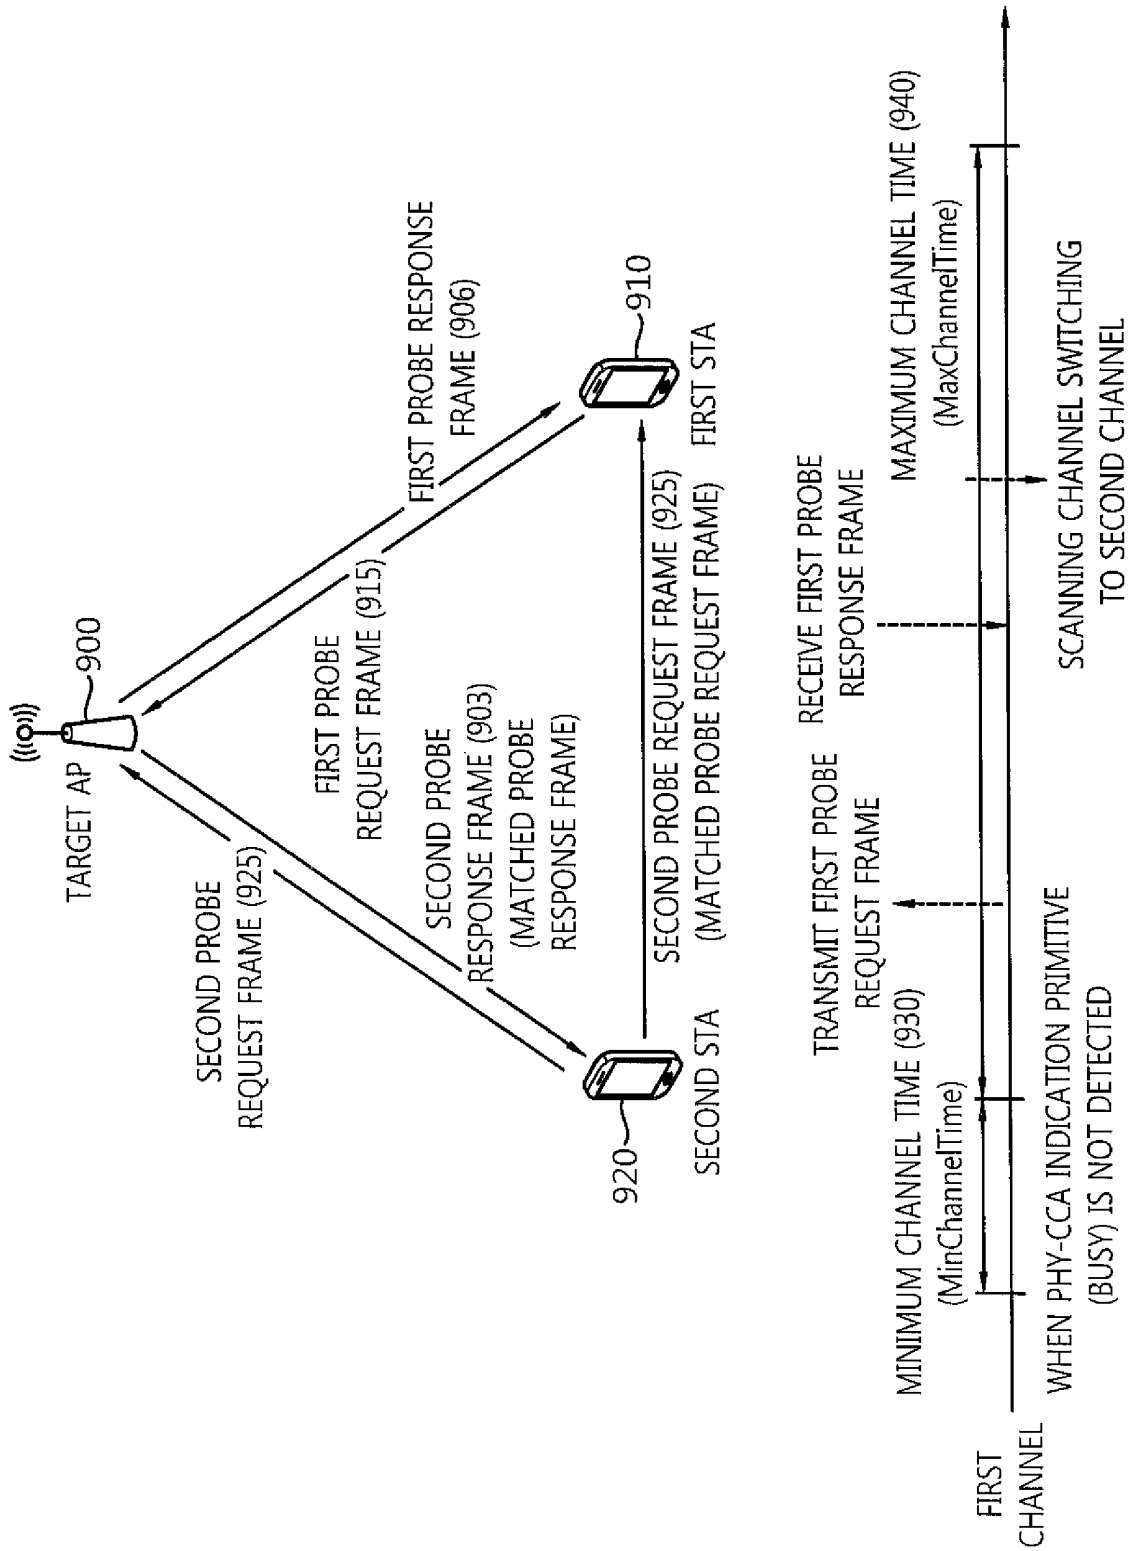 TARGET AP
900
SECOND PROBE
REQUEST FRAME (925)
FIRST PROBE
REQUEST FRAME (915)
FIRST PROBE RESPONSE
FRAME (906)
SECOND PROBE
RESPONSE FRAME (903)
(MATCHED PROBE
RESPONSE FRAME)
920
SECOND STA
910
FIRST STA
SECOND PROBE REQUEST FRAME (925)
(MATCHED PROBE REQUEST FRAME)
TRANSMIT FIRST PROBE
REQUEST FRAME
RECEIVE FIRST PROBE
RESPONSE FRAME
MINIMUM CHANNEL TIME (930)
(MinChannelTime)
MAXIMUM CHANNEL TIME (940)
(MaxChannelTime)
FIRST
CHANNEL
WHEN PHY-CCA INDICATION PRIMITIVE
(BUSY) IS NOT DETECTED
SCANNING CHANNEL SWITCHING
TO SECOND CHANNEL